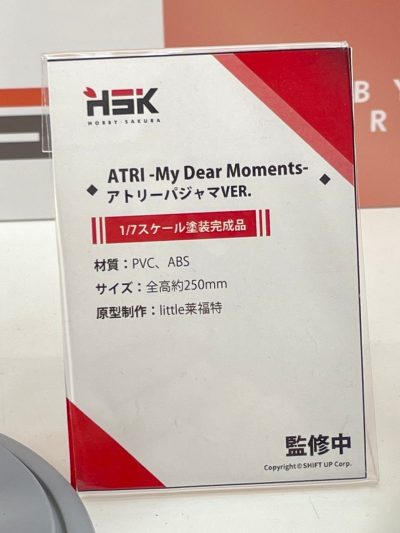 HSK
HOBBY SAKURA
ATRI -My Dear Moments-
アトリーパジャマVER.
1/7スケール塗装完成品
材質：PVC、ABS
サイズ：全高約250mm
原型制作：little莱福特
監修中
Copyright © SHIFT UP Corp.
BY
R